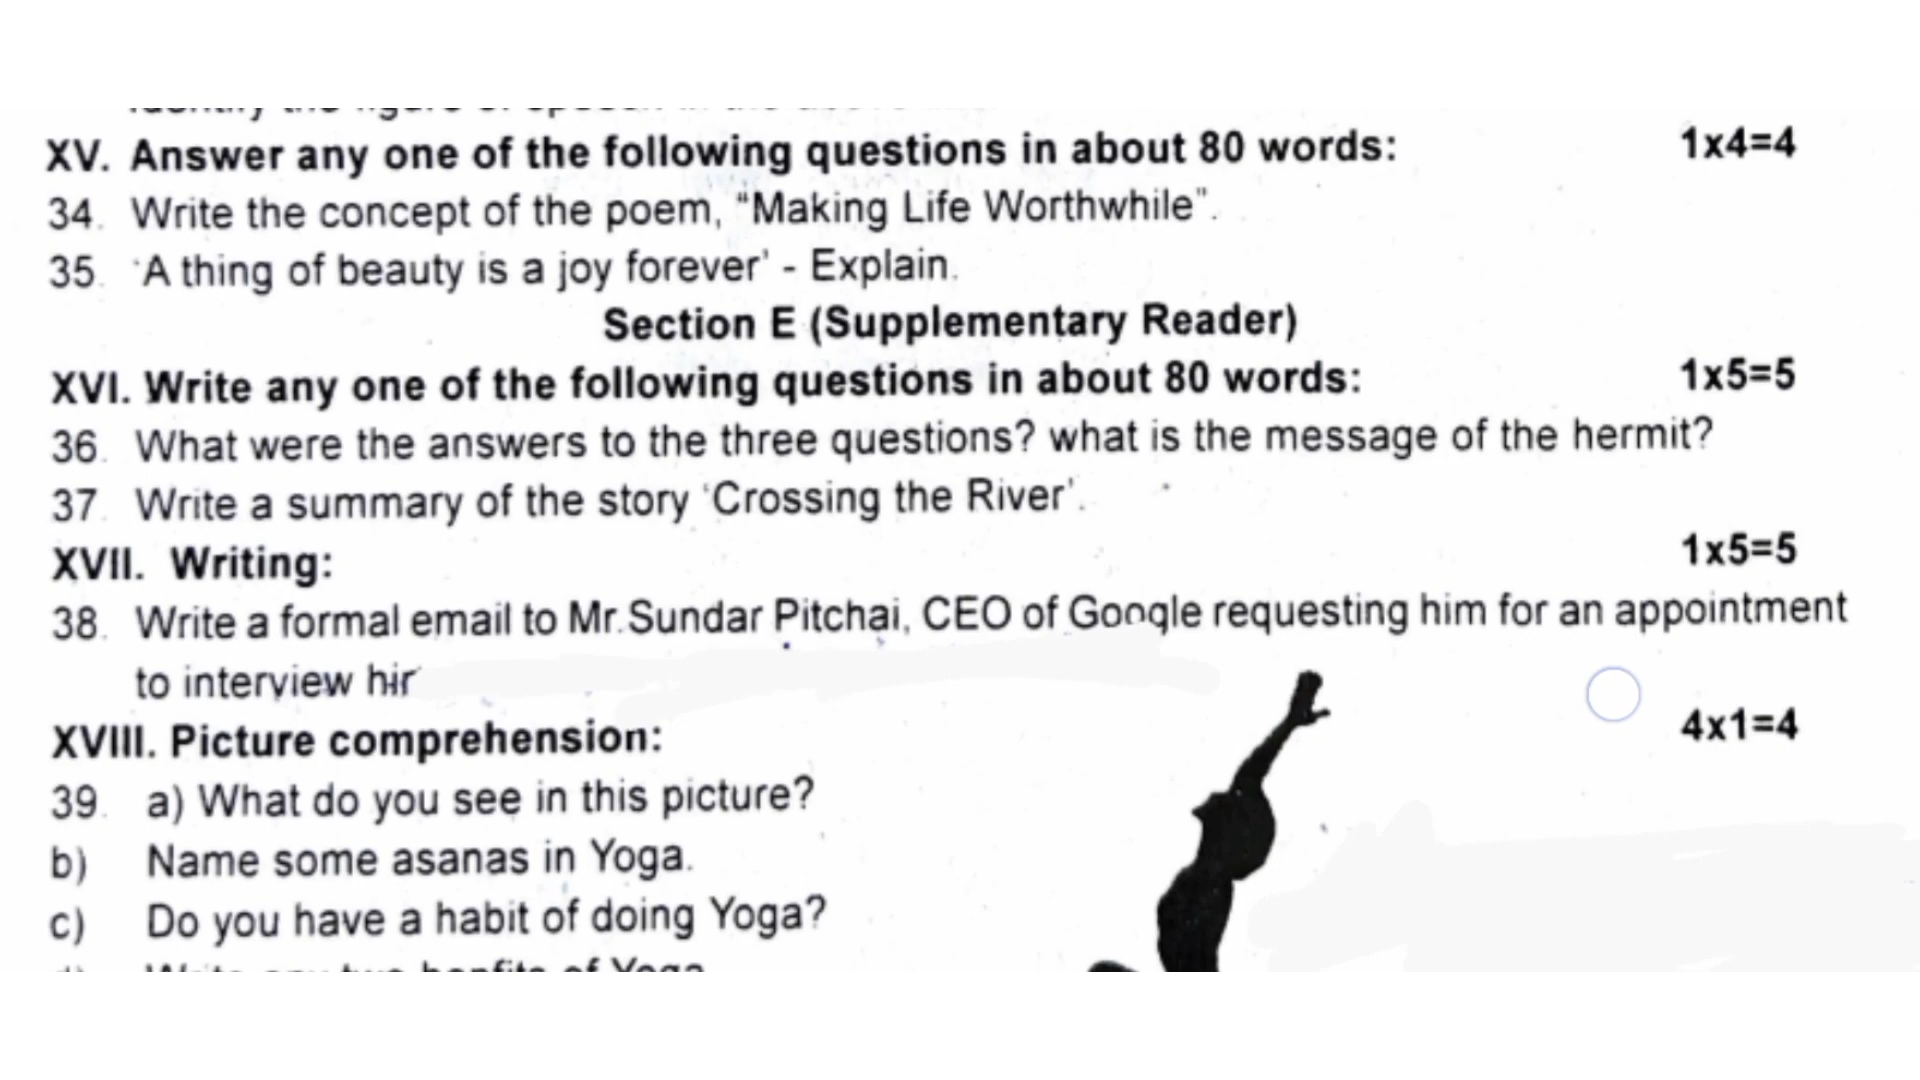 XV. Answer any one of the following questions in about 80 words: 1x4=4
34. Write the concept of the poem, "Making Life Worthwhile".
35. 'A thing of beauty is a joy forever' - Explain.
Section E (Supplementary Reader)
XVI. Write any one of the following questions in about 80 words: 1x5=5
36. What were the answers to the three questions? what is the message of the hermit?
37. Write a summary of the story 'Crossing the River'.
XVII. Writing: 1x5=5
38. Write a formal email to Mr.Sundar Pitchai, CEO of Google requesting him for an appointment
to interview
XVIII. Picture comprehension: 4x1=4
39. a) What do you see in this picture?
b) Name some asanas in Yoga.
c) Do you have a habit of doing Yoga?